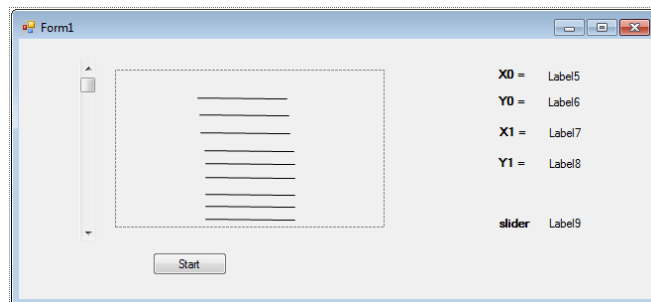 Form1
X0 = Label5
Y0 = Label6
X1 = Label7
Y1 = Label8
slider Label9
Start